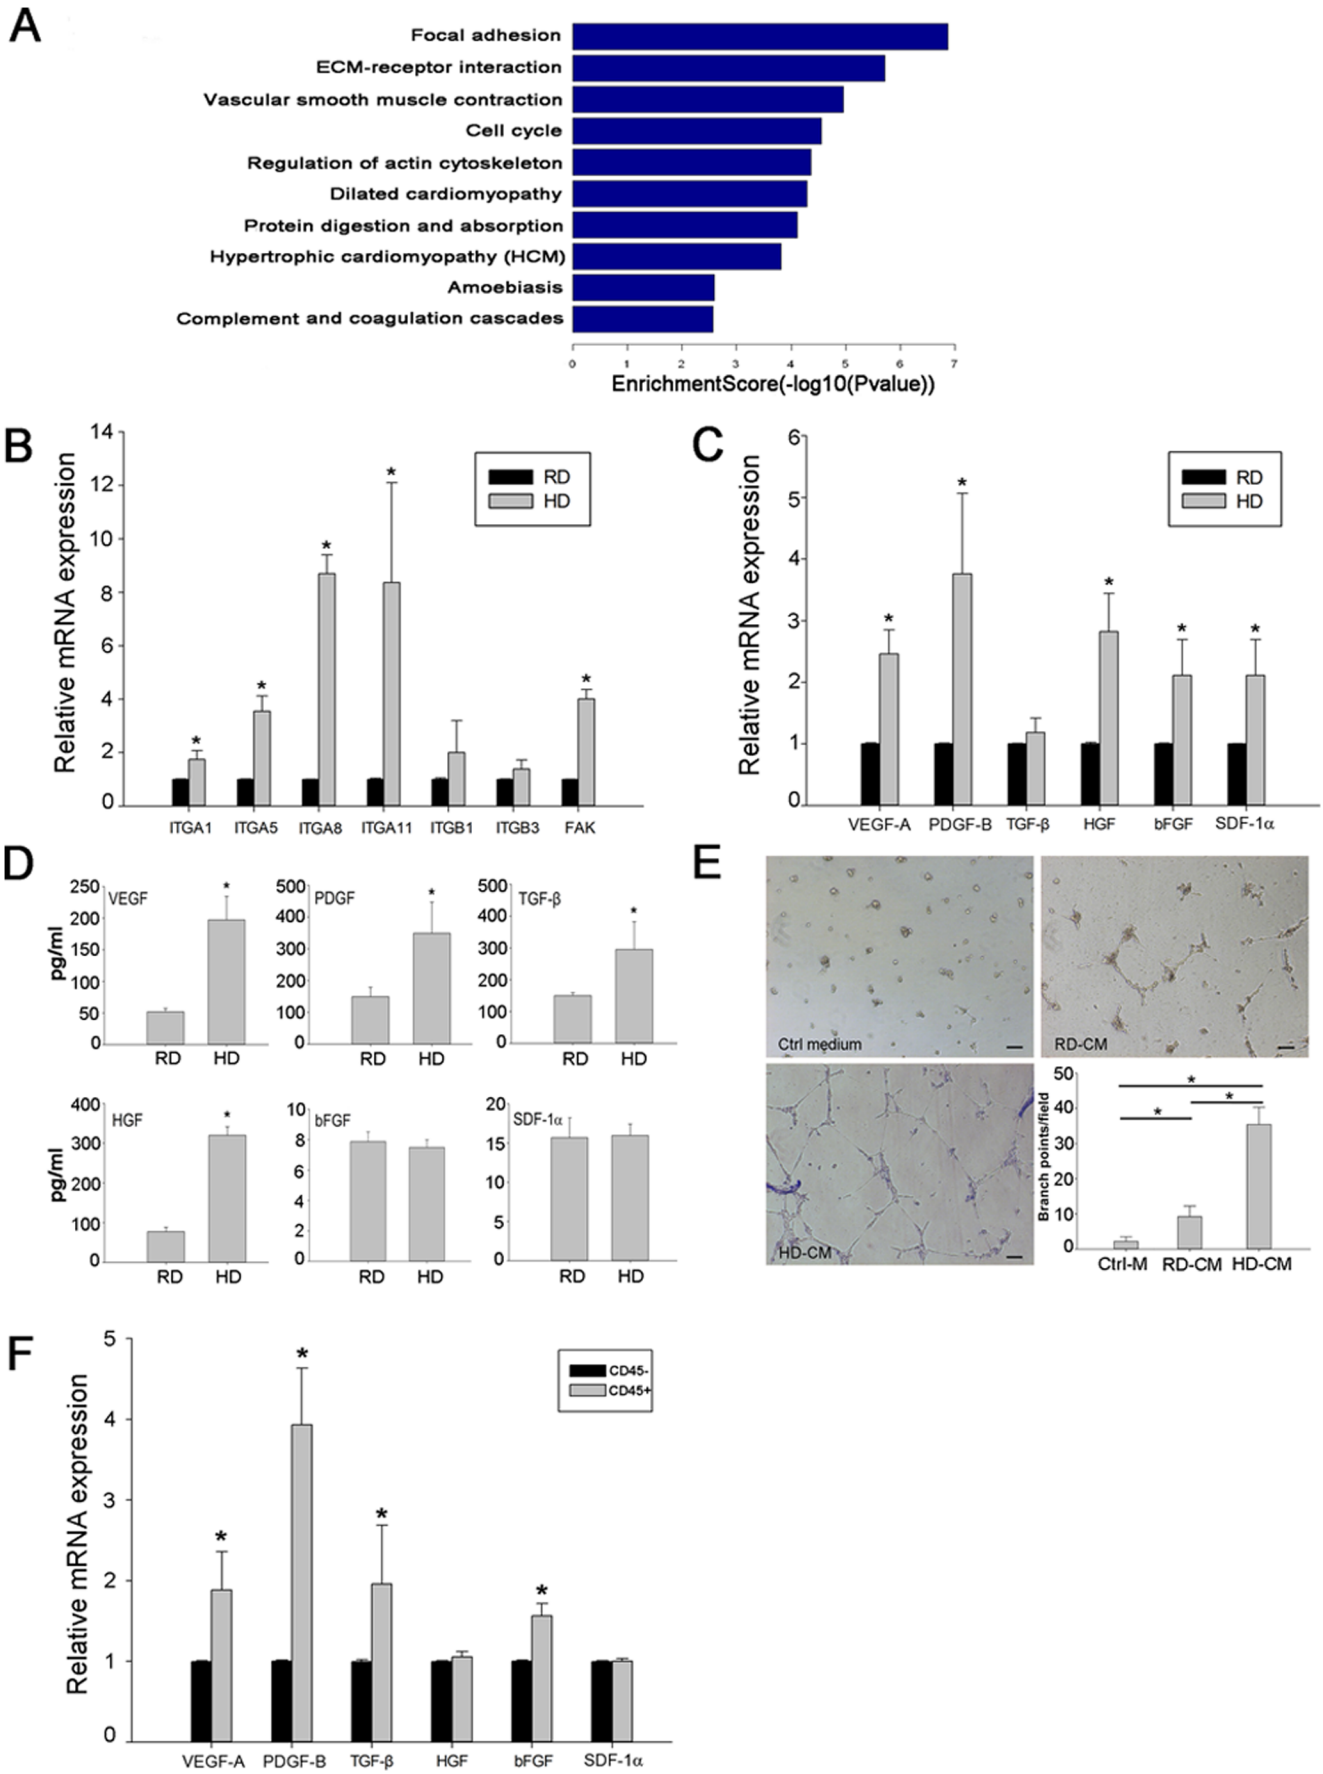 A
Focal adhesion
ECM-receptor interaction
Vascular smooth muscle contraction
Cell cycle
Regulation of actin cytoskeleton
Dilated cardiomyopathy
Protein digestion and absorption
Hypertrophic cardiomyopathy (HCM)
Amoebiasis
Complement and coagulation cascades
0 1 2 3 4 5 6 7
EnrichmentScore(-log10(Pvalue))
B
Relative mRNA expression
14
12
10
8
6
4
2
0
RD
HD
* * * * *
ITGA1 ITGA5 ITGA8 ITGA11 ITGB1 ITGB3 FAK
C
Relative mRNA expression
6
5
4
3
2
1
0
RD
HD
* * * * *
VEGF-A PDGF-B TGF-β HGF bFGF SDF-1α
D
pg/ml
VEGF
250
200
150
100
50
0
*
RD HD
PDGF
500
400
300
200
100
0
*
RD HD
TGF-β
500
400
300
200
100
0
*
RD HD
pg/ml
HGF
400
300
200
100
0
*
RD HD
bFGF
10
8
6
4
2
0
RD HD
SDF-1α
20
15
10
5
0
RD HD
E
Ctrl medium
RD-CM
HD-CM
Branch points/field
50
40
30
20
10
0
* * *
Ctrl-M RD-CM HD-CM
F
Relative mRNA expression
5
4
3
2
1
0
CD45-
CD45+
* * * *
VEGF-A PDGF-B TGF-β HGF bFGF SDF-1α